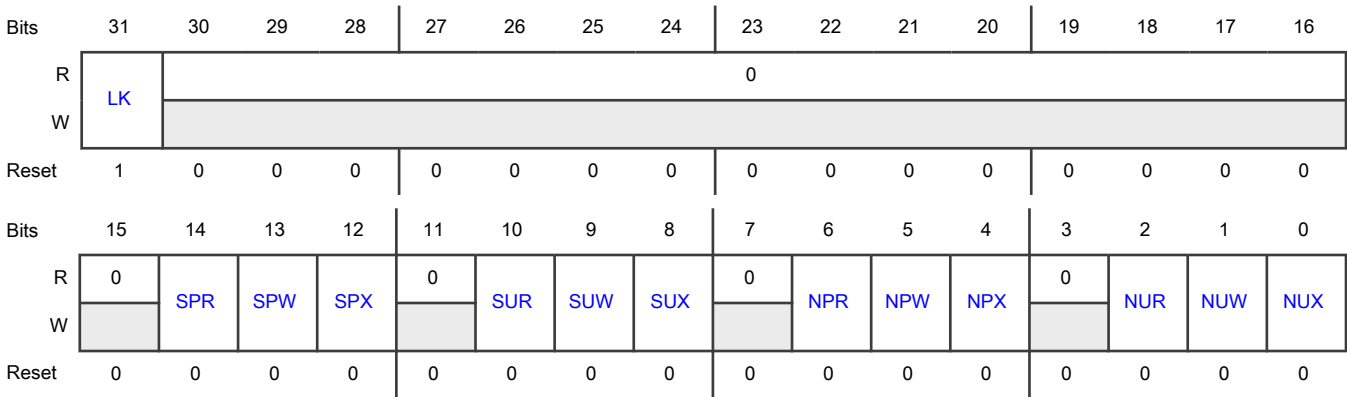 Bits 31 30 29 28 27 26 25 24 23 22 21 20 19 18 17 16
R 0
LK
W
Reset 1 0 0 0 0 0 0 0 0 0 0 0 0 0 0 0
Bits 15 14 13 12 11 10 9 8 7 6 5 4 3 2 1 0
R 0 0 0 0
SPR SPW SPX SUR SUW SUX NPR NPW NPX NUR NUW NUX
W
Reset 0 0 0 0 0 0 0 0 0 0 0 0 0 0 0 0